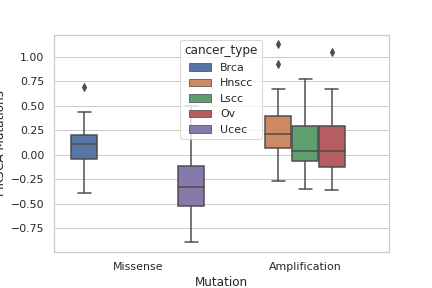 cancer_type
Brca
Hnscc
Lscc
Ov
Ucec
1.00
0.75
0.50
0.25
0.00
−0.25
−0.50
−0.75
Mutations
Missense
Amplification
Mutation